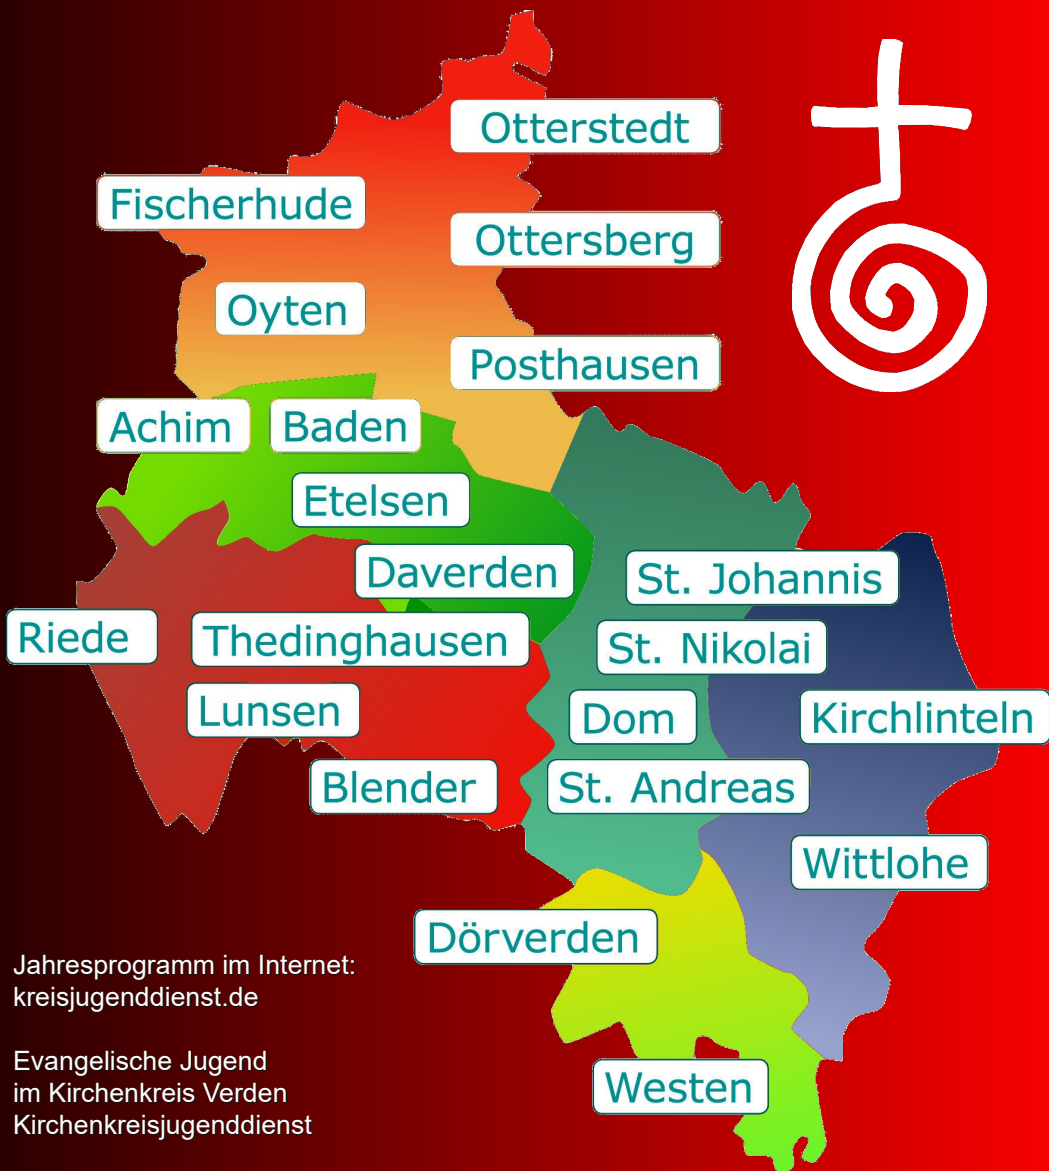 Otterstedt
Fischerhude
Ottersberg
Oyten
Posthausen
Achim
Baden
Etelsen
Daverden
St. Johannis
Riede
Thedinghausen
St. Nikolai
Lunsen
Dom
Kirchlinteln
Blender
St. Andreas
Wittlohe
Dörverden
Westen
Jahresprogramm im Internet:
kreisjugenddienst.de
Evangelische Jugend
im Kirchenkreis Verden
Kirchenkreisjugenddienst